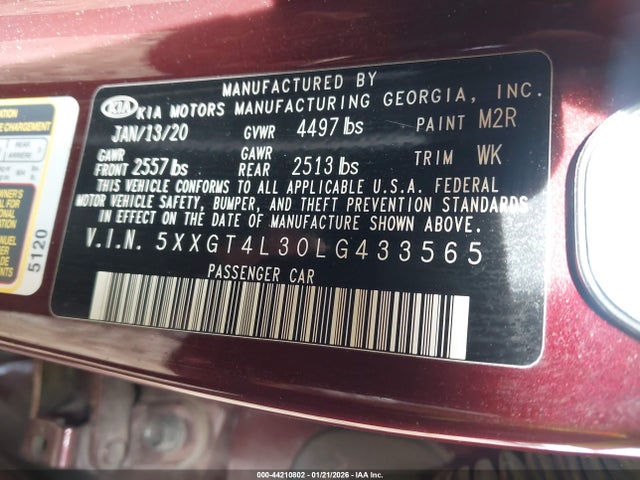 MANUFACTURED BY
KIA KIA MOTORS MANUFACTURING GEORGIA, INC.
JAN/13/20 GVWR 4497 lbs PAINT M2R
GAWR FRONT 2557 lbs GAWR REAR 2513 lbs TRIM WK
THIS VEHICLE CONFORMS TO ALL APPLICABLE U.S.A. FEDERAL
MOTOR VEHICLE SAFETY, BUMPER, AND THEFT PREVENTION STANDARDS
IN EFFECT ON THE DATE OF MANUFACTURE SHOWN ABOVE.
V.I.N. 5XXGT4L30LG433565
PASSENGER CAR
5120
000-44210802 - 01/21/2026 - IAA Inc.